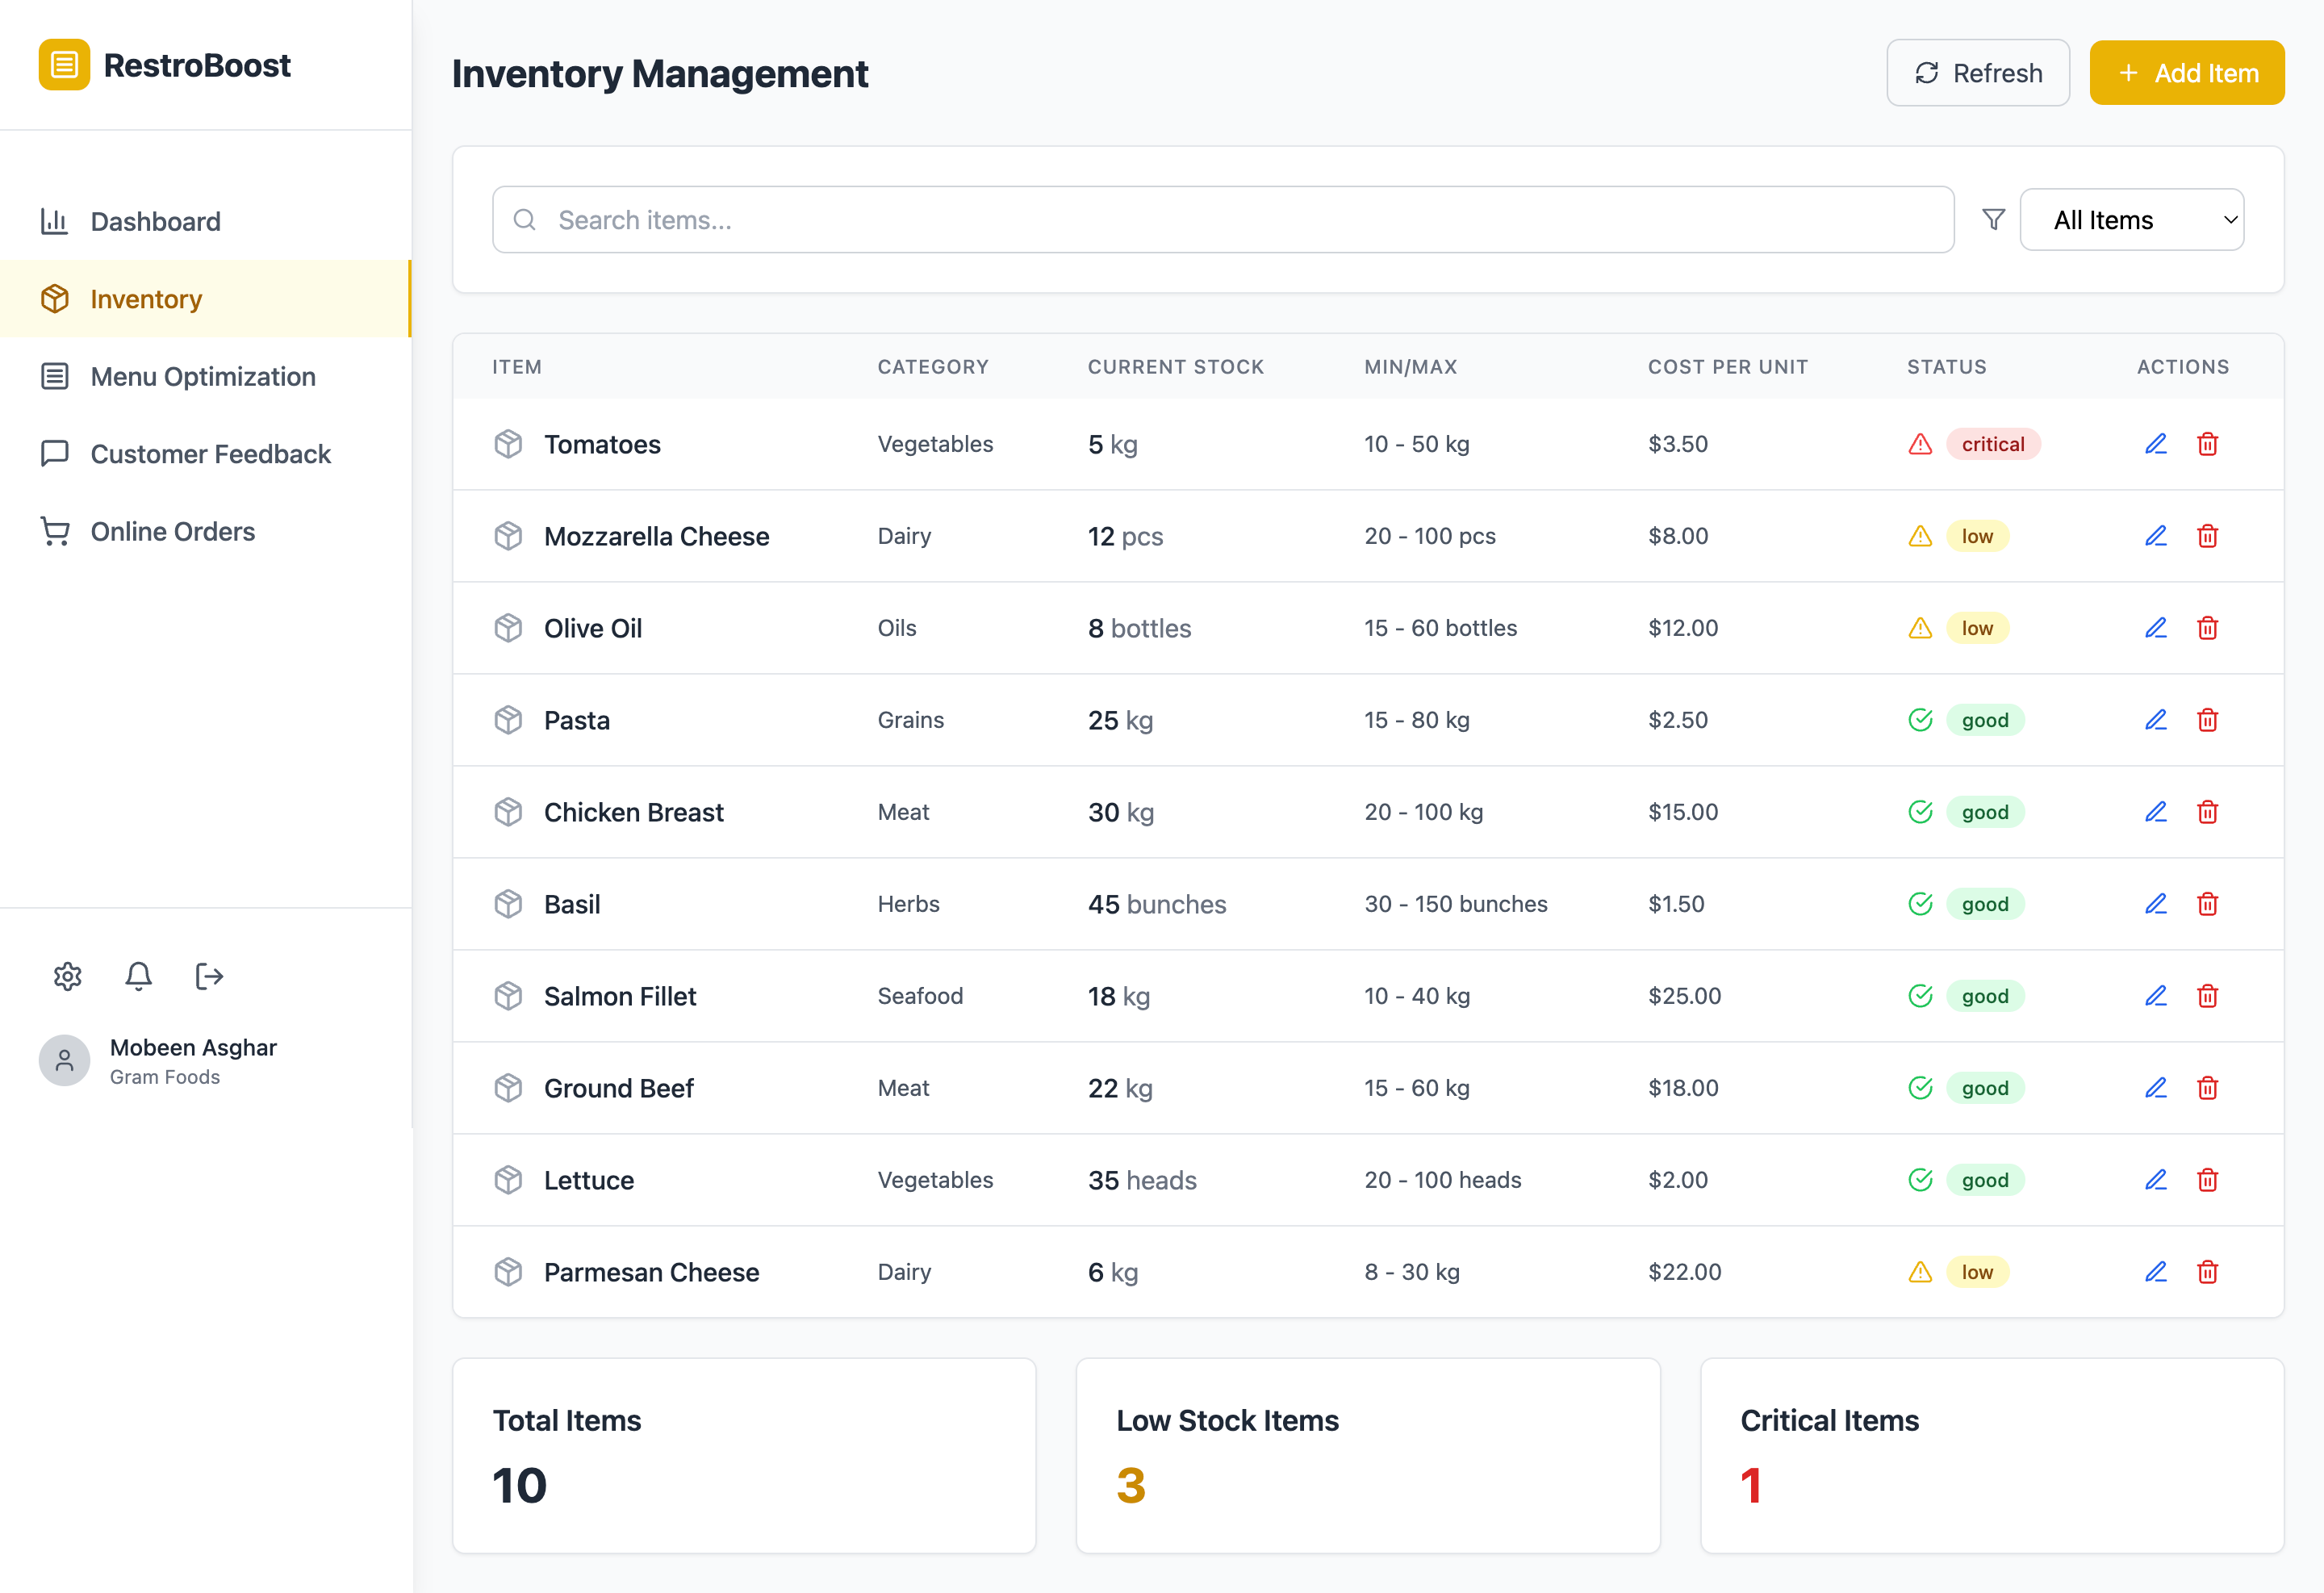 RestroBoost
Dashboard
Inventory
Menu Optimization
Customer Feedback
Online Orders
Mobeen Asghar
Gram Foods
Inventory Management
Refresh
Add Item
Search items...
All Items
ITEM CATEGORY CURRENT STOCK MIN/MAX COST PER UNIT STATUS ACTIONS
Tomatoes Vegetables 5 kg 10 - 50 kg $3.50 critical
Mozzarella Cheese Dairy 12 pcs 20 - 100 pcs $8.00 low
Olive Oil Oils 8 bottles 15 - 60 bottles $12.00 low
Pasta Grains 25 kg 15 - 80 kg $2.50 good
Chicken Breast Meat 30 kg 20 - 100 kg $15.00 good
Basil Herbs 45 bunches 30 - 150 bunches $1.50 good
Salmon Fillet Seafood 18 kg 10 - 40 kg $25.00 good
Ground Beef Meat 22 kg 15 - 60 kg $18.00 good
Lettuce Vegetables 35 heads 20 - 100 heads $2.00 good
Parmesan Cheese Dairy 6 kg 8 - 30 kg $22.00 low
Total Items
10
Low Stock Items
3
Critical Items
1